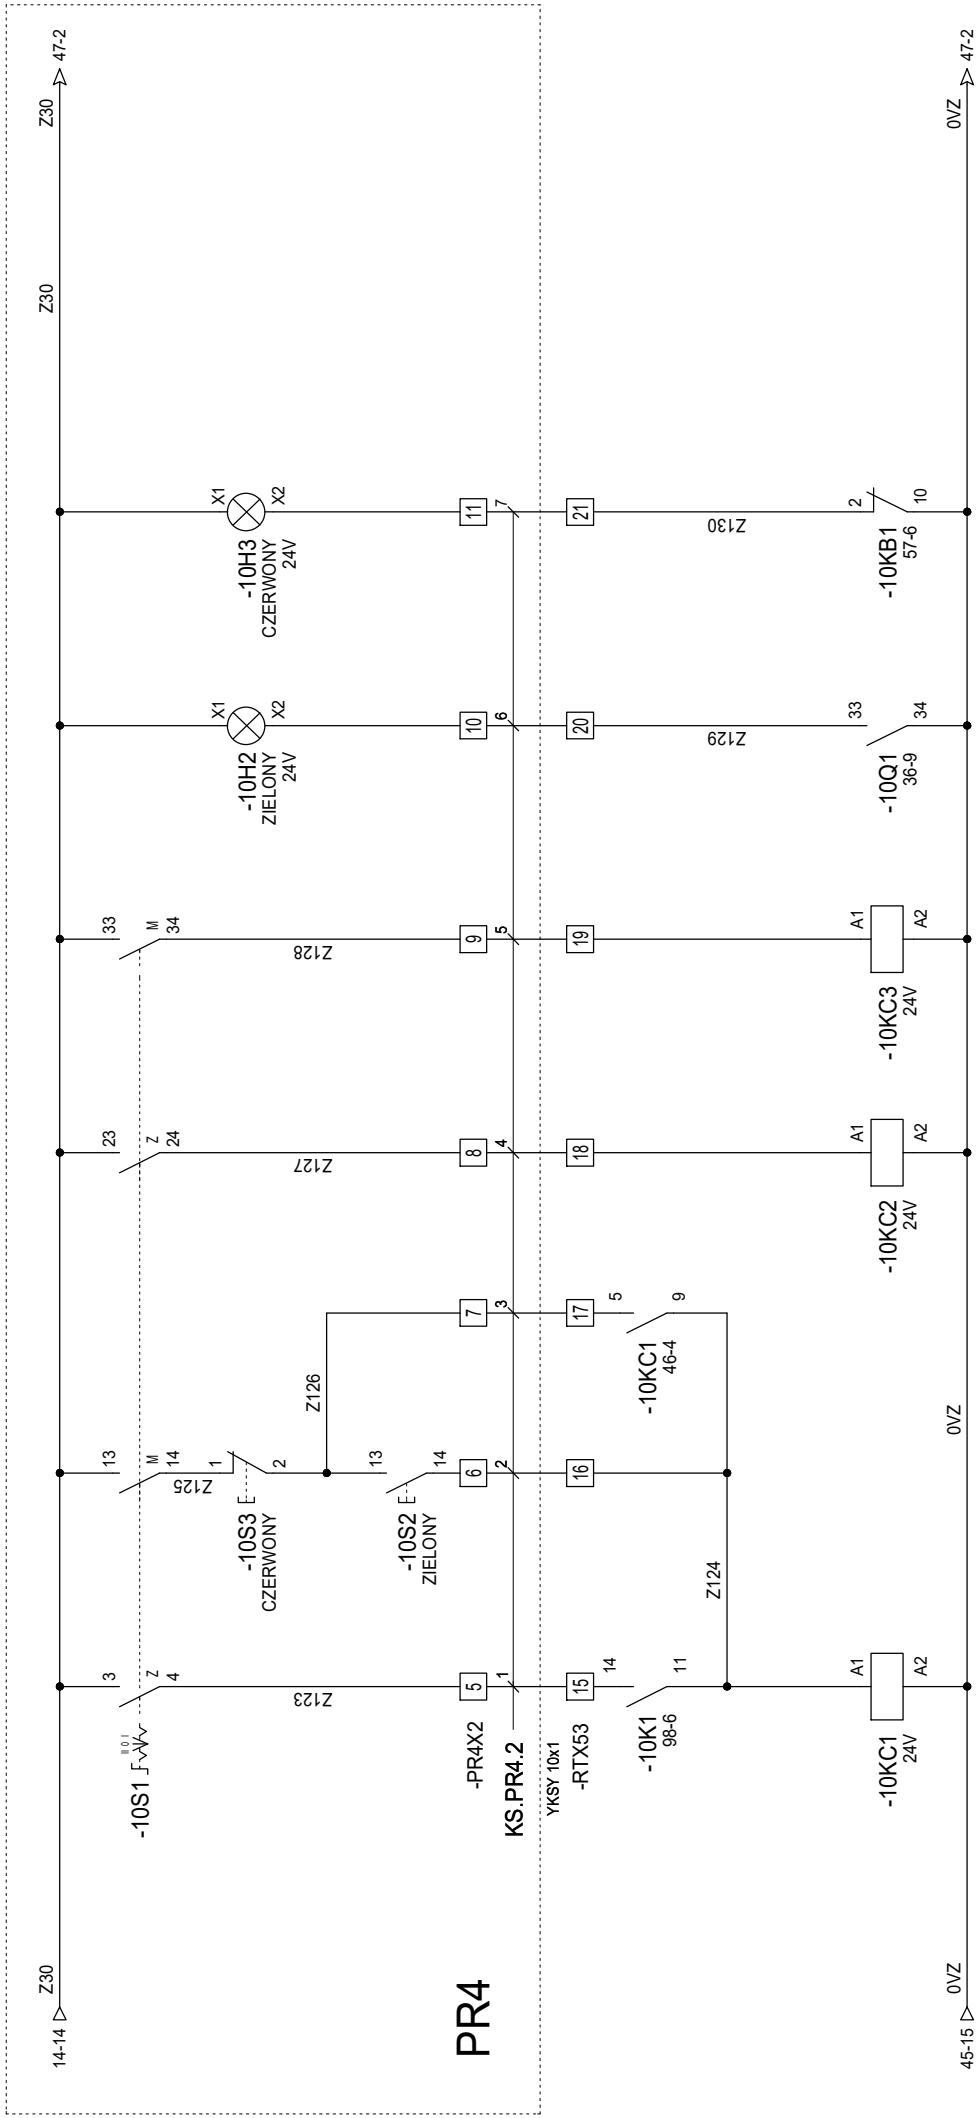 14-14
Z30
Z30
Z30
47-2
-10S1
II 0 I
3
Z
4
13
M
14
23
Z
24
33
M
34
Z123
Z125
Z127
Z128
-10S3
CZERWONY
1
2
Z126
-10S2
ZIELONY
13
14
-10H2
ZIELONY
24V
X1
X2
-10H3
CZERWONY
24V
X1
X2
PR4
-PR4X2
5
6
7
8
9
10
11
KS.PR4.2
1
2
3
4
5
6
7
YKSY 10x1
-RTX53
15
16
17
18
19
20
21
-10K1
98-6
14
11
-10KC1
46-4
5
9
Z124
Z129
Z130
-10KC1
24V
A1
A2
-10KC2
24V
A1
A2
-10KC3
24V
A1
A2
-10Q1
36-9
33
34
-10KB1
57-6
2
10
45-15
0VZ
0VZ
0VZ
47-2